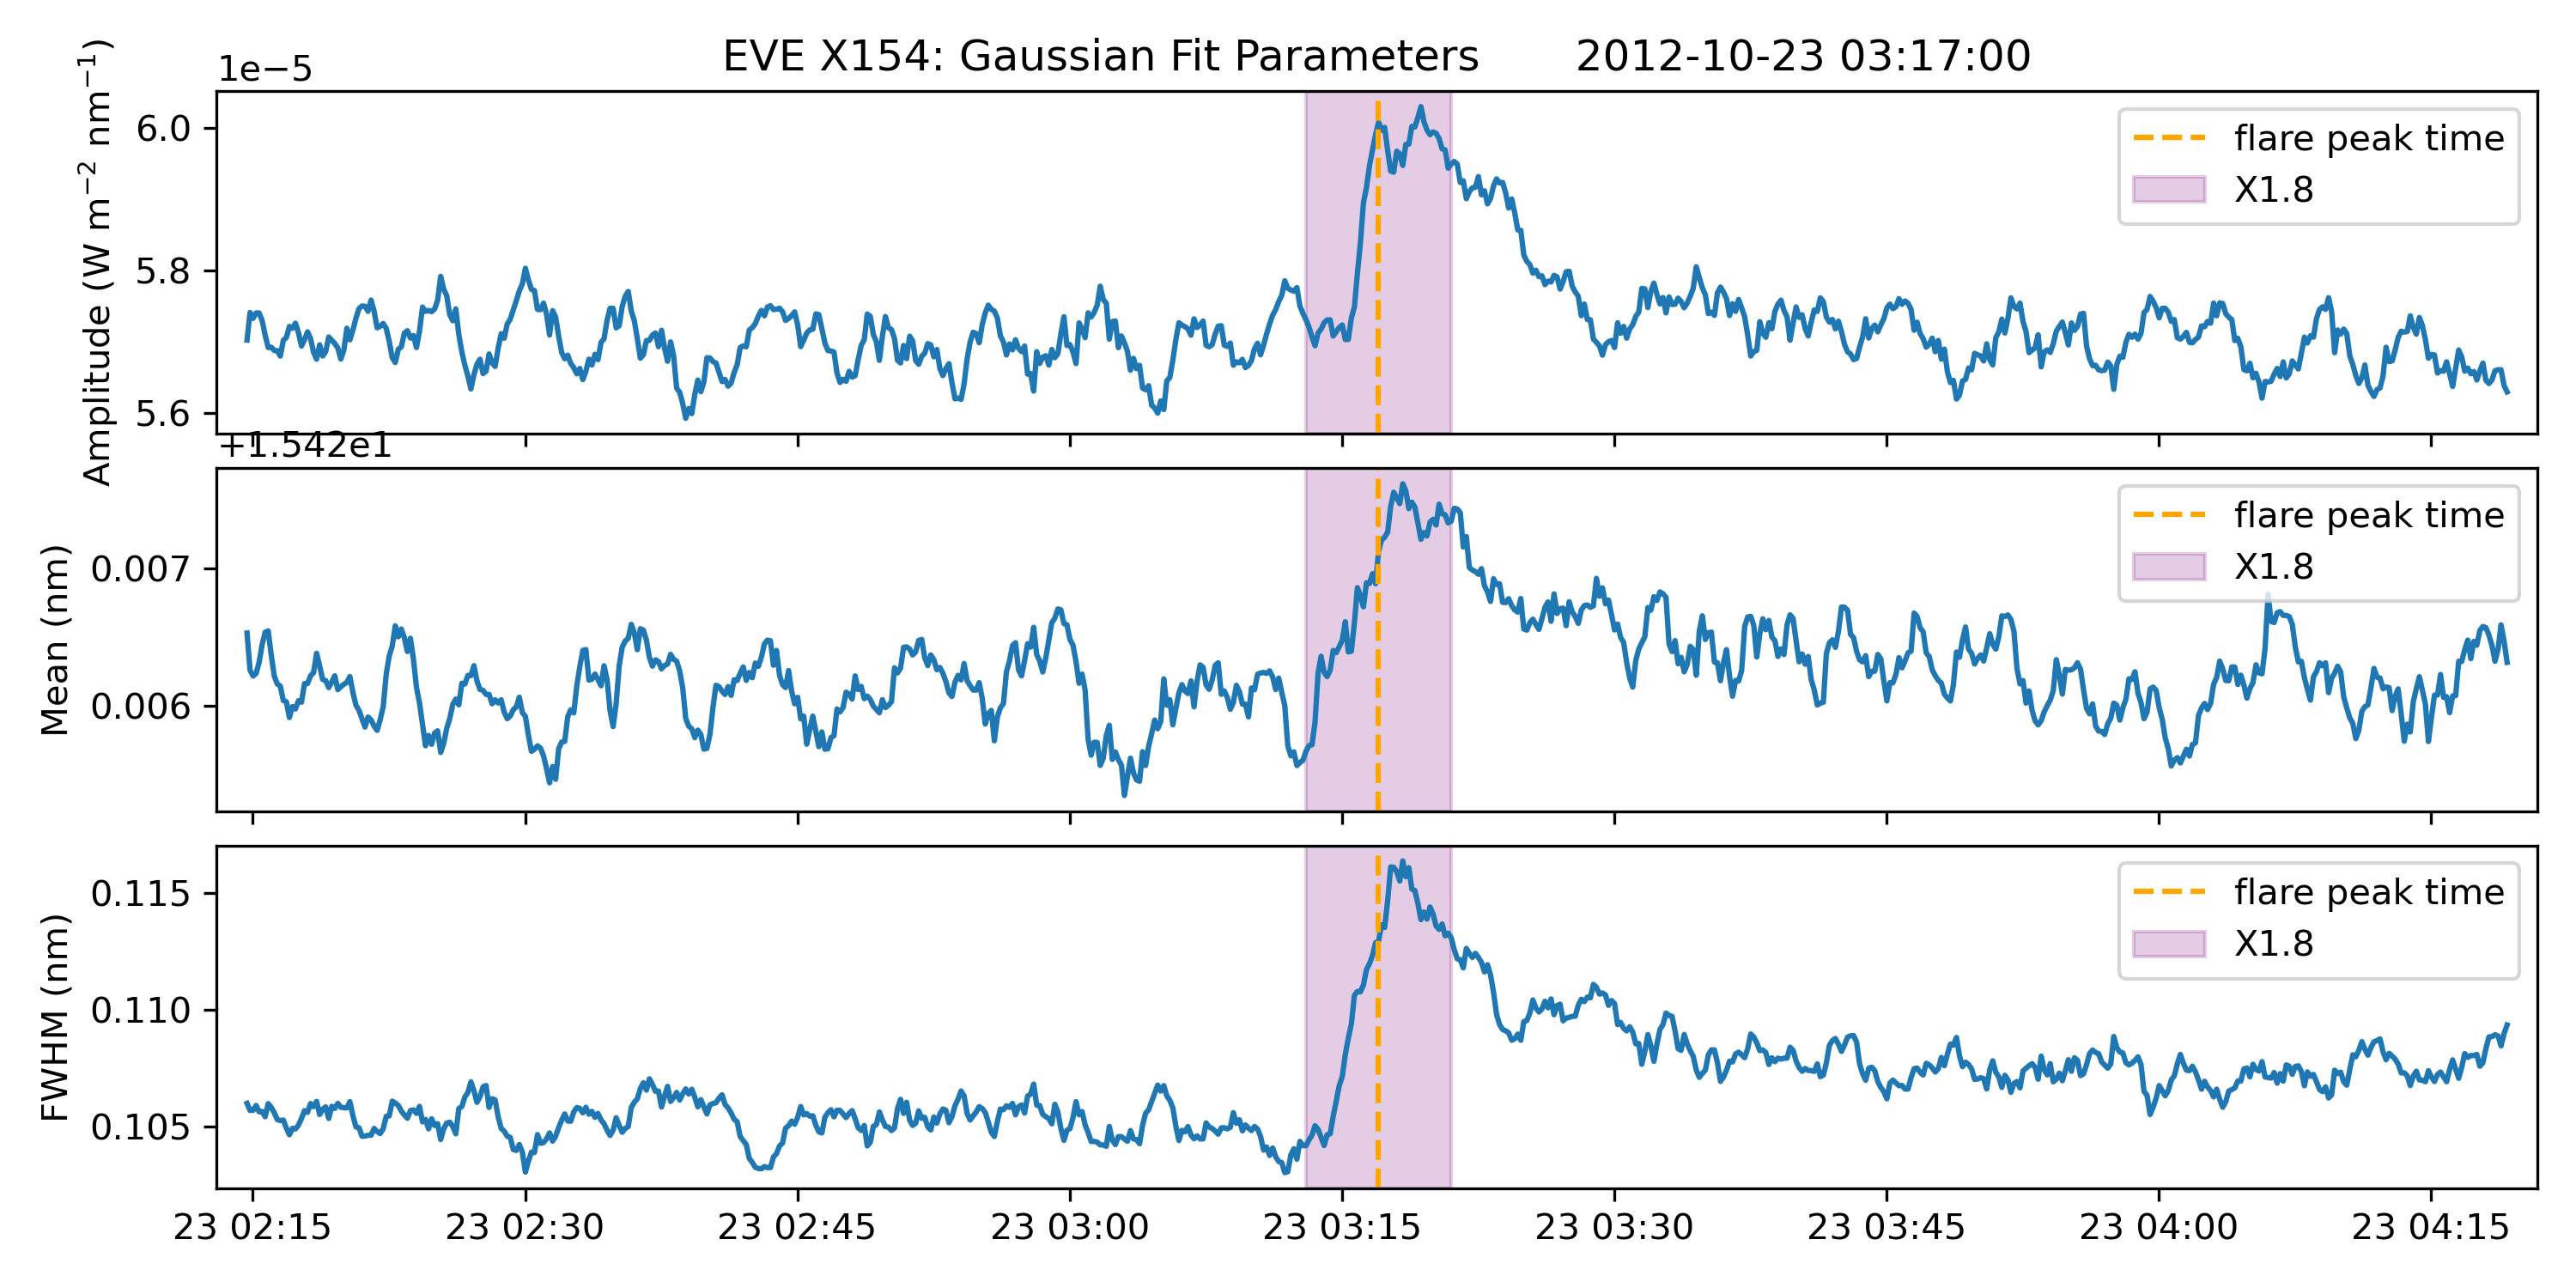 EVE X154: Gaussian Fit Parameters 2012-10-23 03:17:00
1e−5
Amplitude (W m−2 nm−1)
6.0
5.8
5.6
flare peak time
X1.8
+1.542e1
Mean (nm)
0.007
0.006
flare peak time
X1.8
FWHM (nm)
0.115
0.110
0.105
flare peak time
X1.8
23 02:15 23 02:30 23 02:45 23 03:00 23 03:15 23 03:30 23 03:45 23 04:00 23 04:15